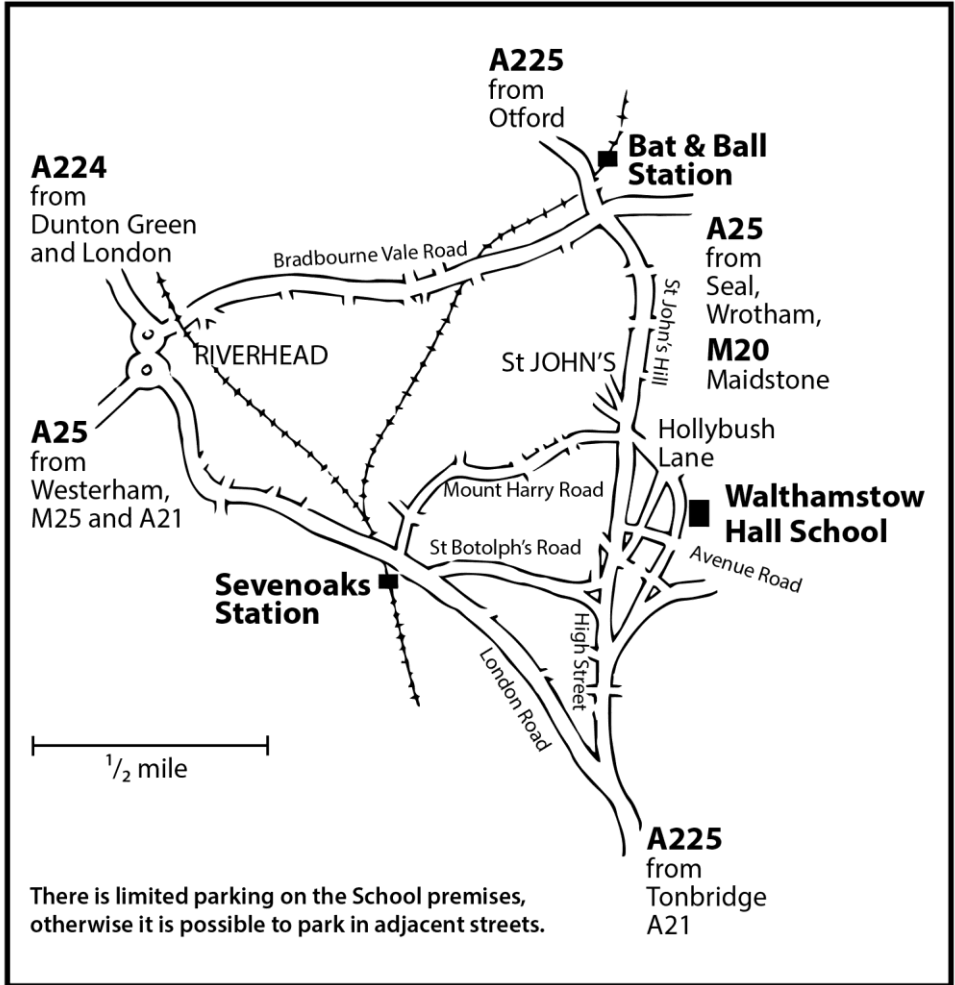 A225
from
Otford
Bat & Ball
Station
A224
from
Dunton Green
and London
Bradbourne Vale Road
A25
from
Seal,
Wrotham,
M20
Maidstone
St John's Hill
RIVERHEAD
St JOHN'S
A25
from
Westerham,
M25 and A21
Hollybush
Lane
Mount Harry Road
Walthamstow
Hall School
St Botolph's Road
Avenue Road
Sevenoaks
Station
High Street
London Road
1/2 mile
A225
from
Tonbridge
A21
There is limited parking on the School premises,
otherwise it is possible to park in adjacent streets.